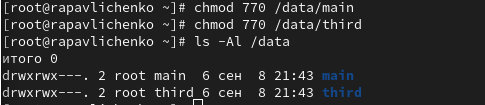 [root@rapavlichenko ~]# chmod 770 /data/main
[root@rapavlichenko ~]# chmod 770 /data/third
[root@rapavlichenko ~]# ls -Al /data
итого 0
drwxrwx---. 2 root main  6 сен  8 21:43 main
drwxrwx---. 2 root third 6 сен  8 21:43 third